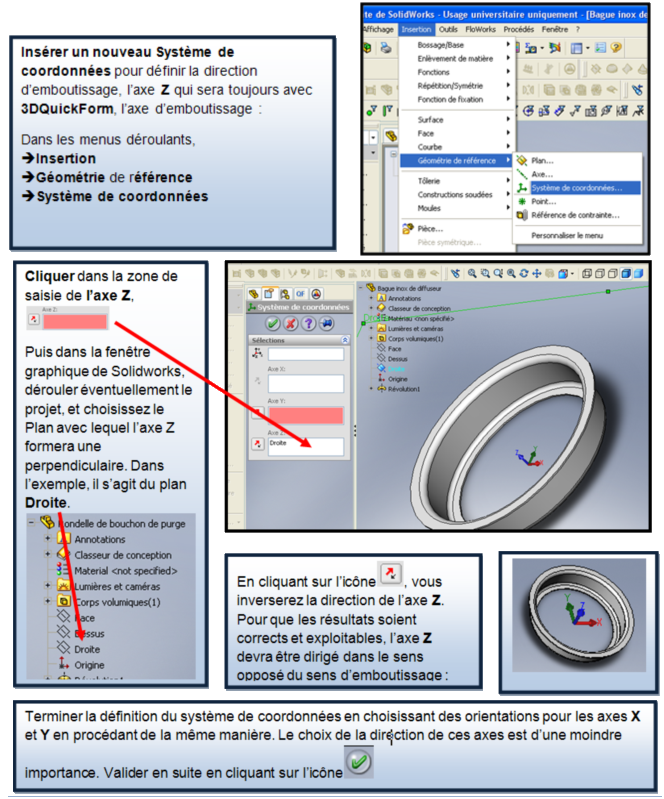 Insérer un nouveau Système de
coordonnées pour définir la direction
d'emboutissage, l'axe Z qui sera toujours avec
3DQuickForm, l'axe d'emboutissage :
Dans les menus déroulants,
➔Insertion
➔Géométrie de référence
➔Système de coordonnées
te de SolidWorks - Usage universitaire uniquement - [Bague inox de
Affichage Insertion Outils FloWorks Procédés Fenêtre ?
Bossage/Base
Enlèvement de matière
Fonctions
Répétition/Symétrie
Fonction de fixation
Surface
Face
Courbe
Géométrie de référence
Tôlerie
Constructions soudées
Moules
Pièce...
Pièce symétrique...
Plan...
Axe...
Système de coordonnées...
Point...
Référence de contrainte...
Personnaliser le menu
Cliquer dans la zone de
saisie de l'axe Z,
Axe Z:
Puis dans la fenêtre
graphique de Solidworks,
dérouler éventuellement le
projet, et choisissez le
Plan avec lequel l'axe Z
formera une
perpendiculaire. Dans
l'exemple, il s'agit du plan
Droite.
Rondelle de bouchon de purge
Annotations
Classeur de conception
Material <not specified>
Lumières et caméras
Corps volumiques(1)
Face
Dessus
Droite
Origine
Système de coordonnées
Sélections
Axe X:
Axe Y:
Axe Z:
Droite
Bague inox de diffuseur
Annotations
Classeur de conception
Matériau <non spécifié>
Lumières et caméras
Corps volumiques(1)
Face
Dessus
Origine
Révolution1
En cliquant sur l'icône , vous
inverserez la direction de l'axe Z.
Pour que les résultats soient
corrects et exploitables, l'axe Z
devra être dirigé dans le sens
opposé du sens d'emboutissage :
Y
Z
X
Terminer la définition du système de coordonnées en choisissant des orientations pour les axes X
et Y en procédant de la même manière. Le choix de la direction de ces axes est d'une moindre
importance. Valider en suite en cliquant sur l'icône